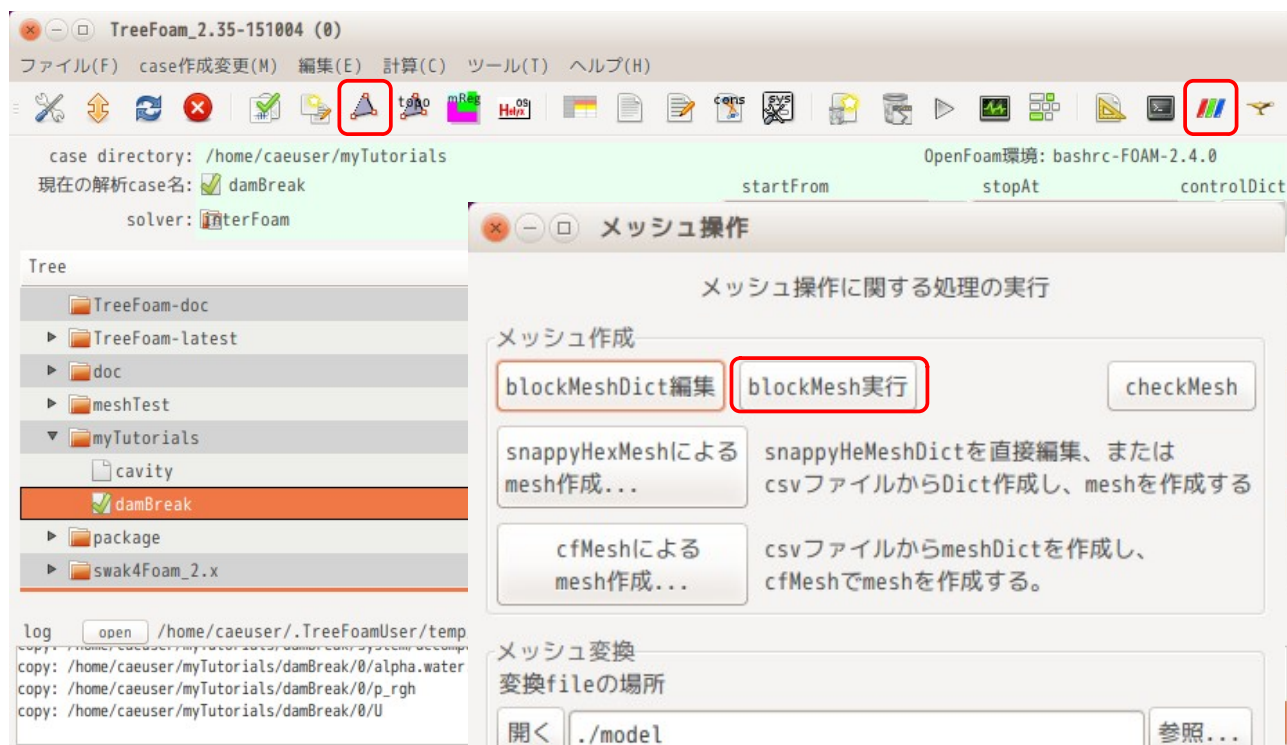 TreeFoam_2.35-151004 (0)
ファイル(F) case作成変更(M) 編集(E) 計算(C) ツール(T) ヘルプ(H)
topo mReg HelyxOS cons sys
case directory: /home/caeuser/myTutorials
OpenFoam環境: bashrc-FOAM-2.4.0
現在の解析case名: damBreak
startFrom stopAt controlDict
solver: interFoam
Tree
TreeFoam-doc
TreeFoam-latest
doc
meshTest
myTutorials
cavity
damBreak
package
swak4Foam_2.x
log open /home/caeuser/.TreeFoamUser/temp
copy: /home/caeuser/myTutorials/damBreak/system/decomp
copy: /home/caeuser/myTutorials/damBreak/0/alpha.water
copy: /home/caeuser/myTutorials/damBreak/0/p_rgh
copy: /home/caeuser/myTutorials/damBreak/0/U
メッシュ操作
メッシュ操作に関する処理の実行
メッシュ作成
blockMeshDict編集 blockMesh実行 checkMesh
snappyHexMeshによる
mesh作成...
snappyHeMeshDictを直接編集、または
csvファイルからDict作成し、meshを作成する
cfMeshによる
mesh作成...
csvファイルからmeshDictを作成し、
cfMeshでmeshを作成する。
メッシュ変換
変換fileの場所
開く ./model 参照...